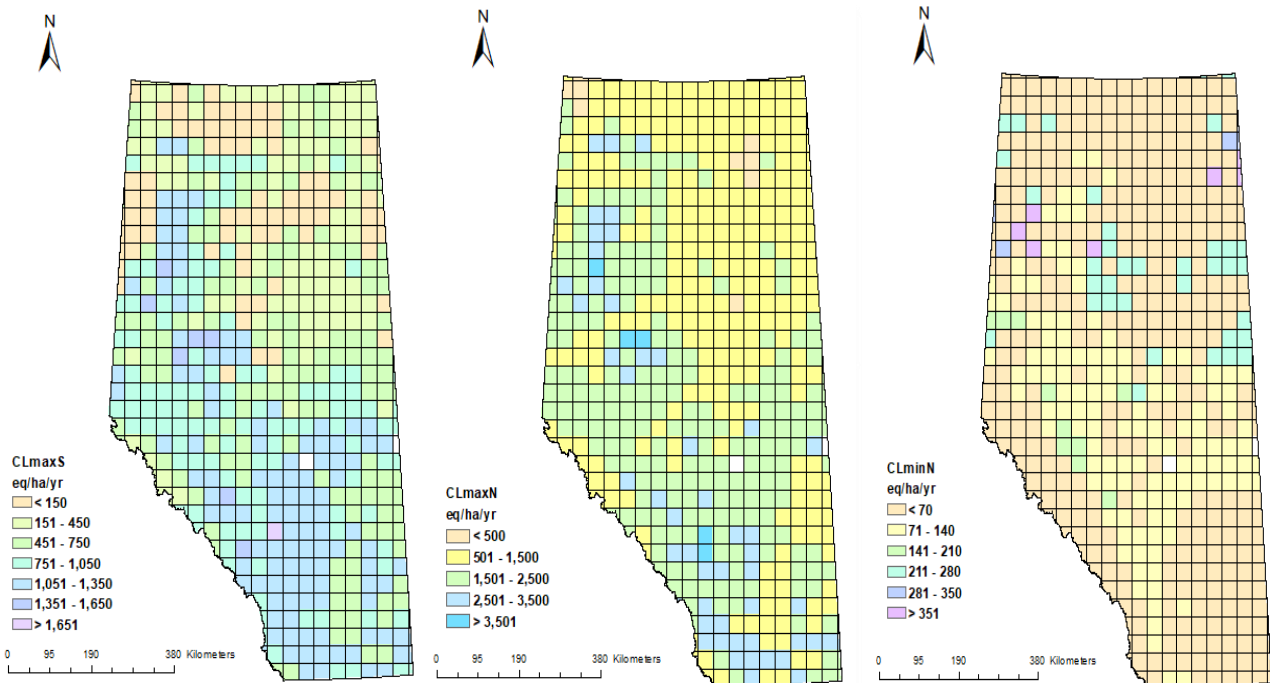 N
CLmaxS
eq/ha/yr
< 150
151 - 450
451 - 750
751 - 1,050
1,051 - 1,350
1,351 - 1,650
> 1,651
0 95 190 380 Kilometers
N
CLmaxN
eq/ha/yr
< 500
501 - 1,500
1,501 - 2,500
2,501 - 3,500
> 3,501
0 95 190 380 Kilometers
N
CLminN
eq/ha/yr
< 70
71 - 140
141 - 210
211 - 280
281 - 350
> 351
0 95 190 380 Kilometers